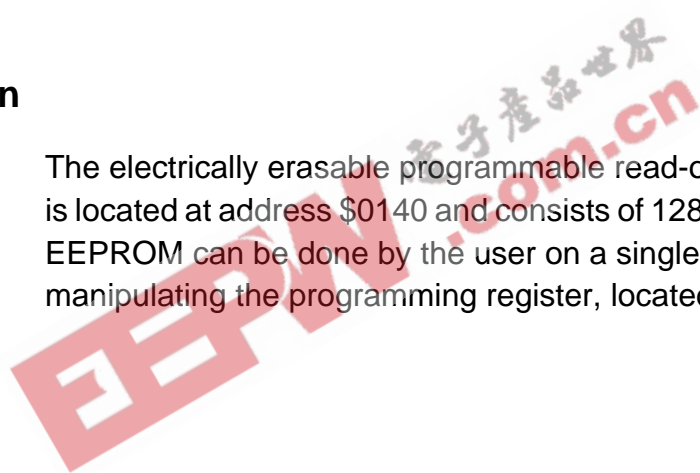 n
The electrically erasable programmable read-o
is located at address $0140 and consists of 128
EEPROM can be done by the user on a single
manipulating the programming register, located
EEPW.com.cn
电子产品世界